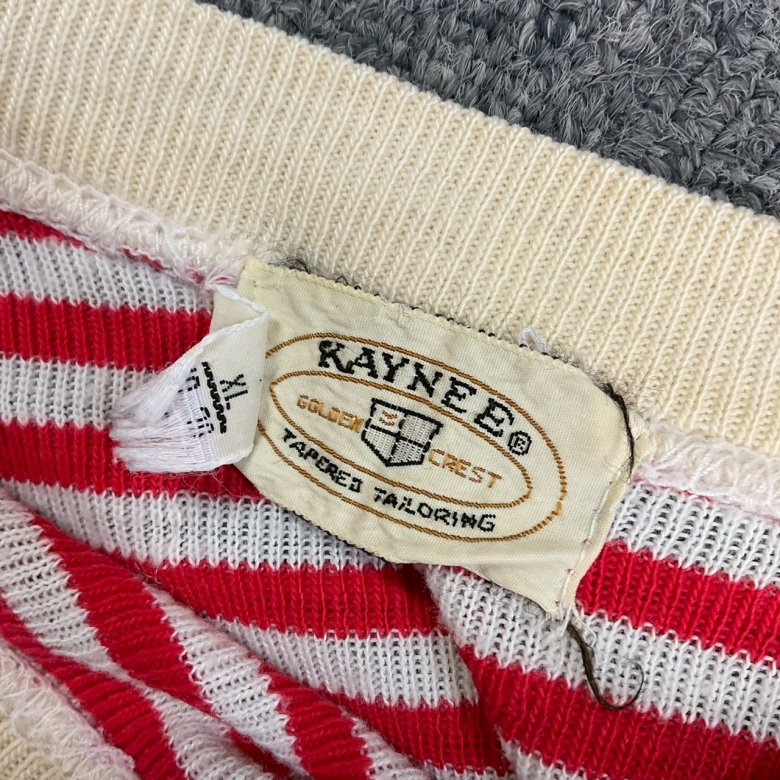 KAYNEE®
GOLDEN CREST
TAPERED TAILORING
XL